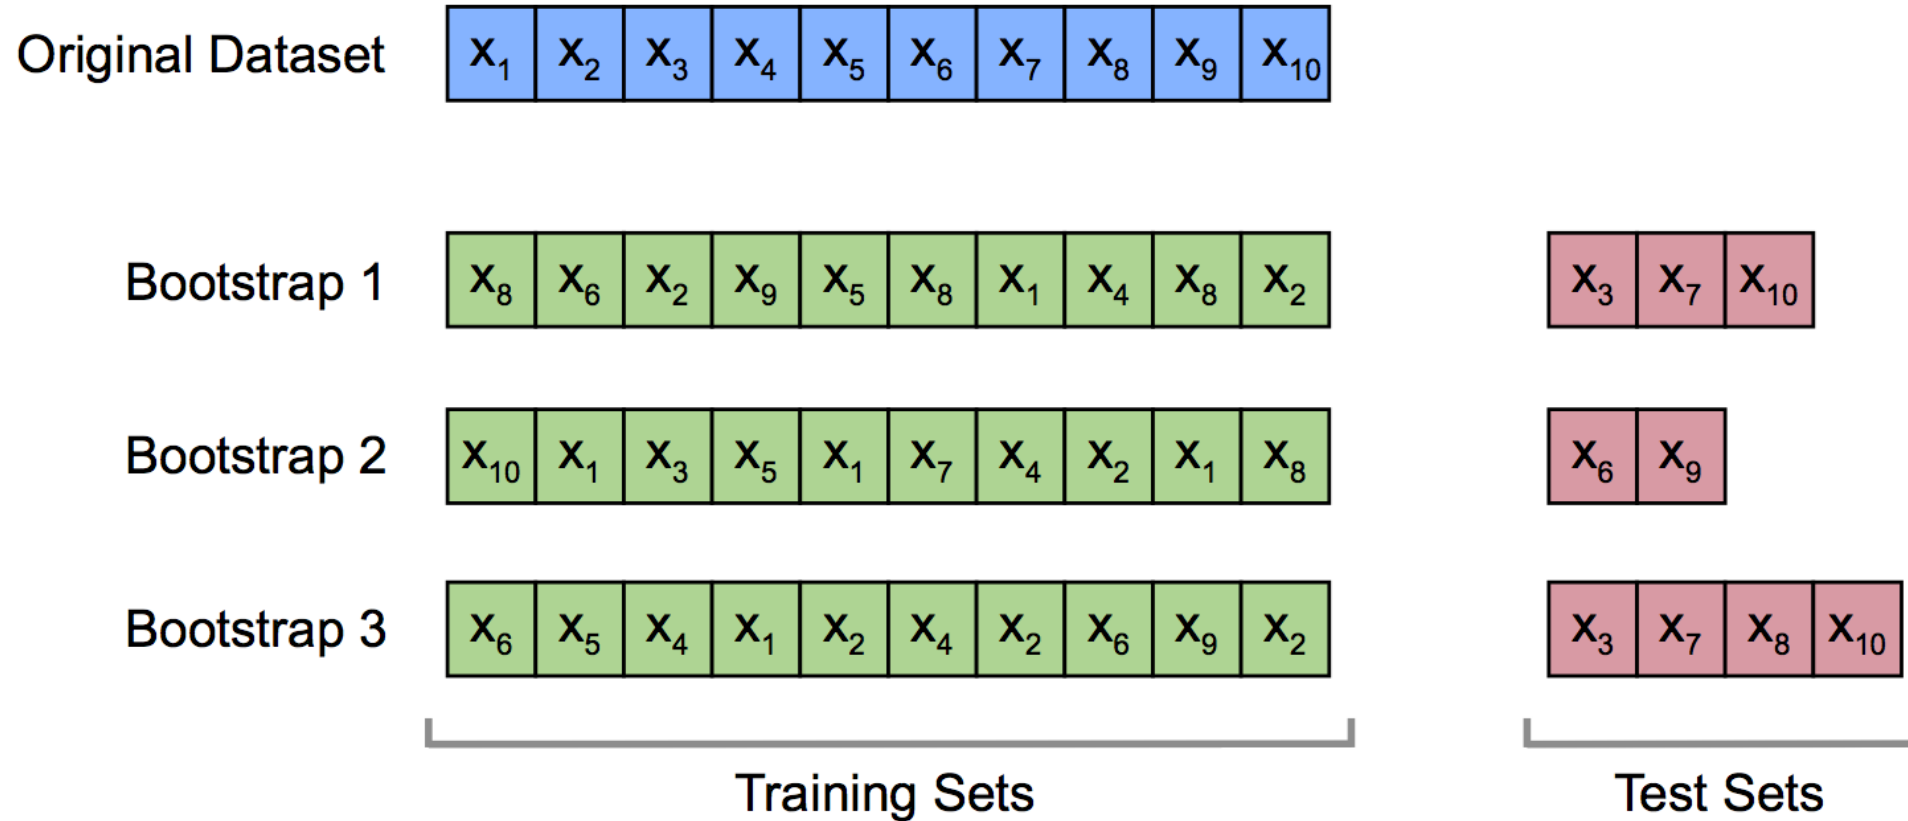 Original Dataset x₁ x₂ x₃ x₄ x₅ x₆ x₇ x₈ x₉ x₁₀
Bootstrap 1 x₈ x₆ x₂ x₉ x₅ x₈ x₁ x₄ x₈ x₂ x₃ x₇ x₁₀
Bootstrap 2 x₁₀ x₁ x₃ x₅ x₁ x₇ x₄ x₂ x₁ x₈ x₆ x₉
Bootstrap 3 x₆ x₅ x₄ x₁ x₂ x₄ x₂ x₆ x₉ x₂ x₃ x₇ x₈ x₁₀
Training Sets Test Sets